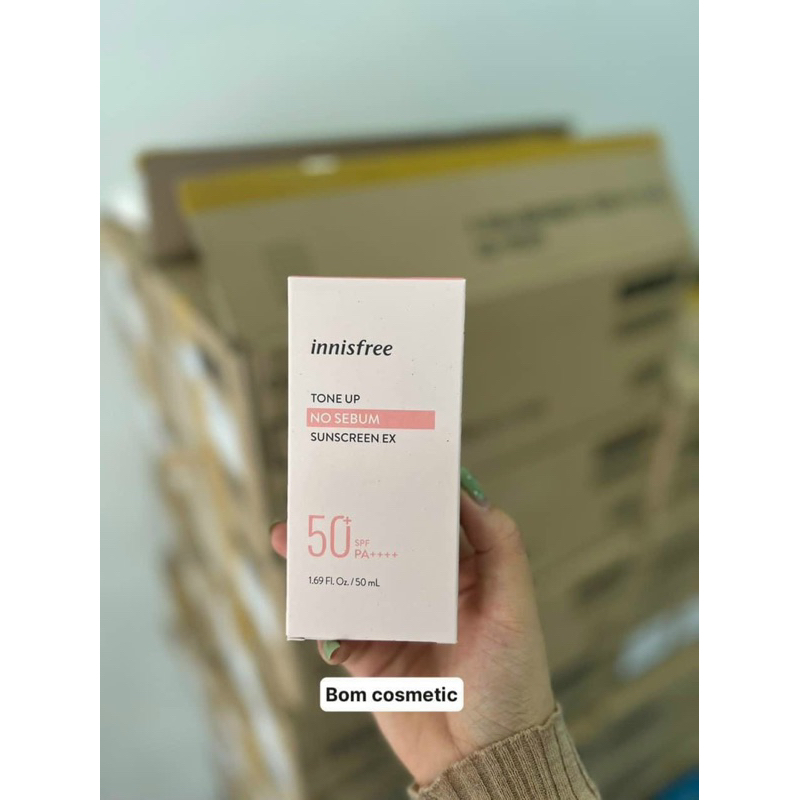 innisfree
TONE UP
NO SEBUM
SUNSCREEN EX
50+
SPF
PA++++
1.69 Fl. Oz. / 50 mL
Bom cosmetic